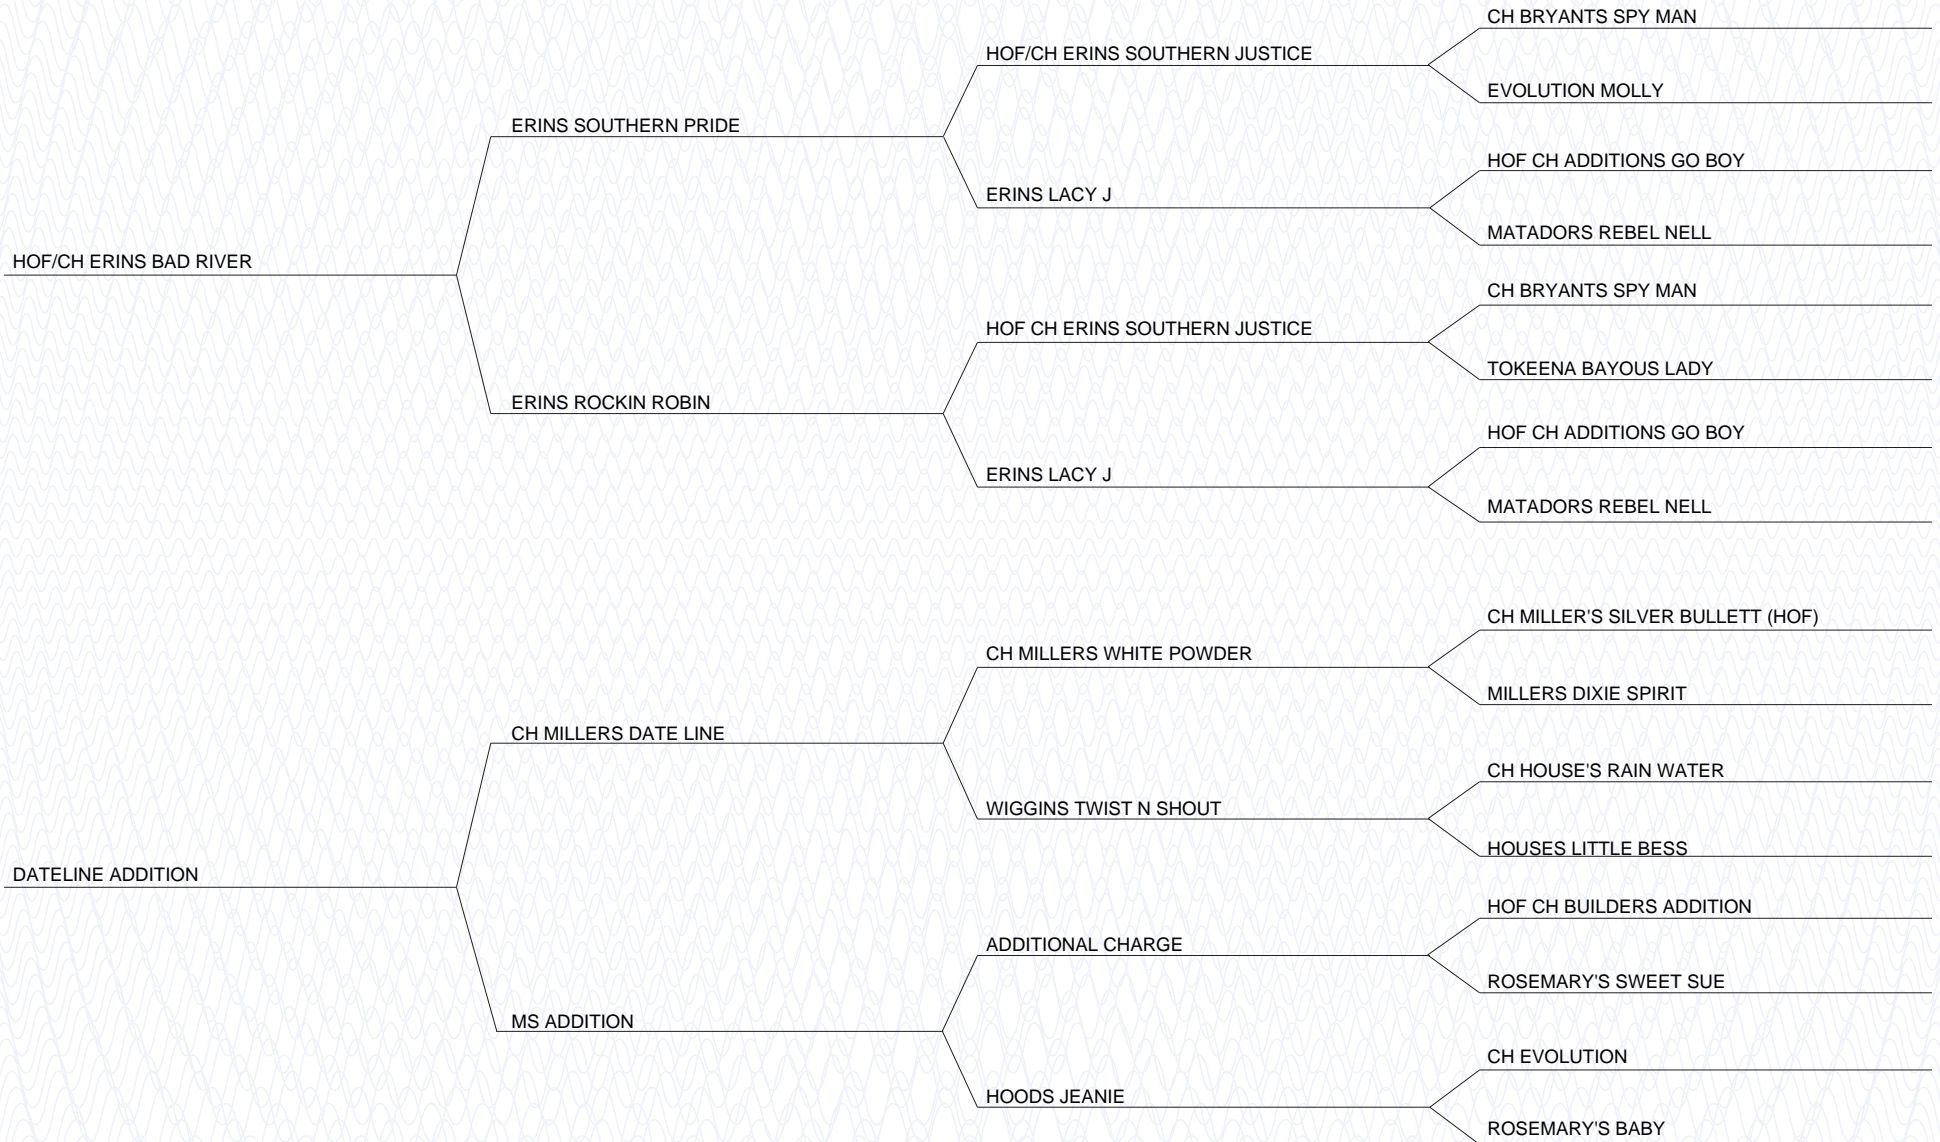 CH BRYANTS SPY MAN
HOF/CH ERINS SOUTHERN JUSTICE
EVOLUTION MOLLY
ERINS SOUTHERN PRIDE
HOF CH ADDITIONS GO BOY
ERINS LACY J
MATADORS REBEL NELL
HOF/CH ERINS BAD RIVER
CH BRYANTS SPY MAN
HOF CH ERINS SOUTHERN JUSTICE
TOKEENA BAYOUS LADY
ERINS ROCKIN ROBIN
HOF CH ADDITIONS GO BOY
ERINS LACY J
MATADORS REBEL NELL
CH MILLER'S SILVER BULLETT (HOF)
CH MILLERS WHITE POWDER
MILLERS DIXIE SPIRIT
CH MILLERS DATE LINE
CH HOUSE'S RAIN WATER
WIGGINS TWIST N SHOUT
HOUSES LITTLE BESS
DATELINE ADDITION
HOF CH BUILDERS ADDITION
ADDITIONAL CHARGE
ROSEMARY'S SWEET SUE
MS ADDITION
CH EVOLUTION
HOODS JEANIE
ROSEMARY'S BABY